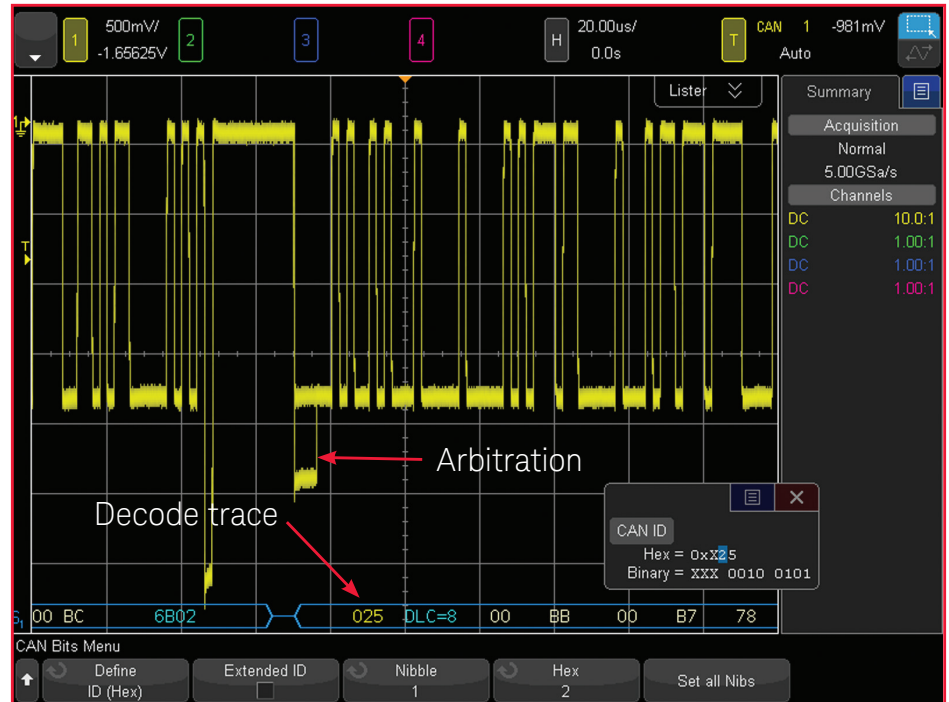 1 500mV/ -1.65625V 2 3 4 H 20.00us/ 0.0s T CAN 1 -981mV Auto
Lister
Summary
Acquisition
Normal
5.00GSa/s
Channels
DC 10.0:1
DC 1.00:1
DC 1.00:1
DC 1.00:1
1
T
Arbitration
Decode trace
CAN ID
Hex = 0xX25
Binary = XXX 0010 0101
S1 00 BC 6B02 025 DLC=8 00 BB 00 B7 78
CAN Bits Menu
Define ID (Hex)
Extended ID
Nibble 1
Hex 2
Set all Nibs